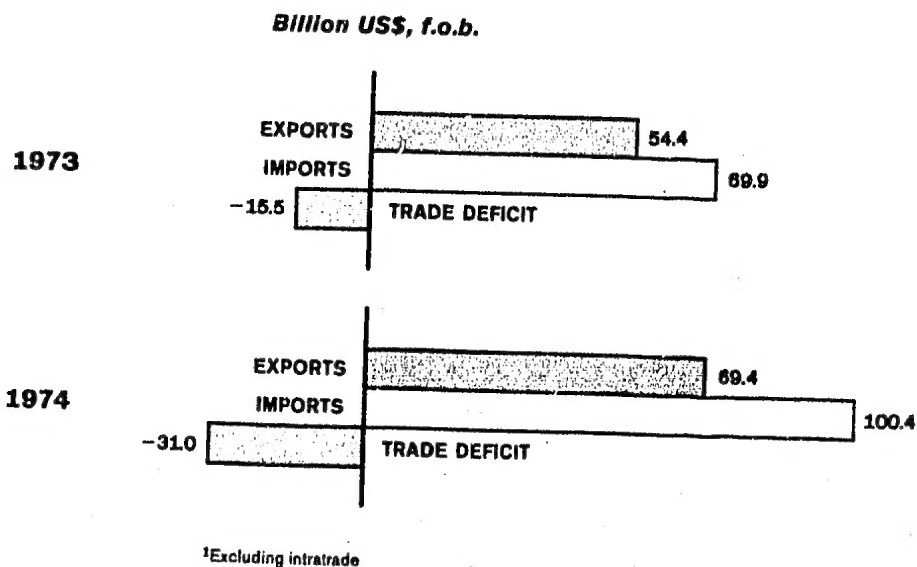 Billion US$, f.o.b.
1973
EXPORTS 54.4
IMPORTS 69.9
−15.5 TRADE DEFICIT
1974
EXPORTS 69.4
IMPORTS 100.4
−31.0 TRADE DEFICIT
¹Excluding intratrade